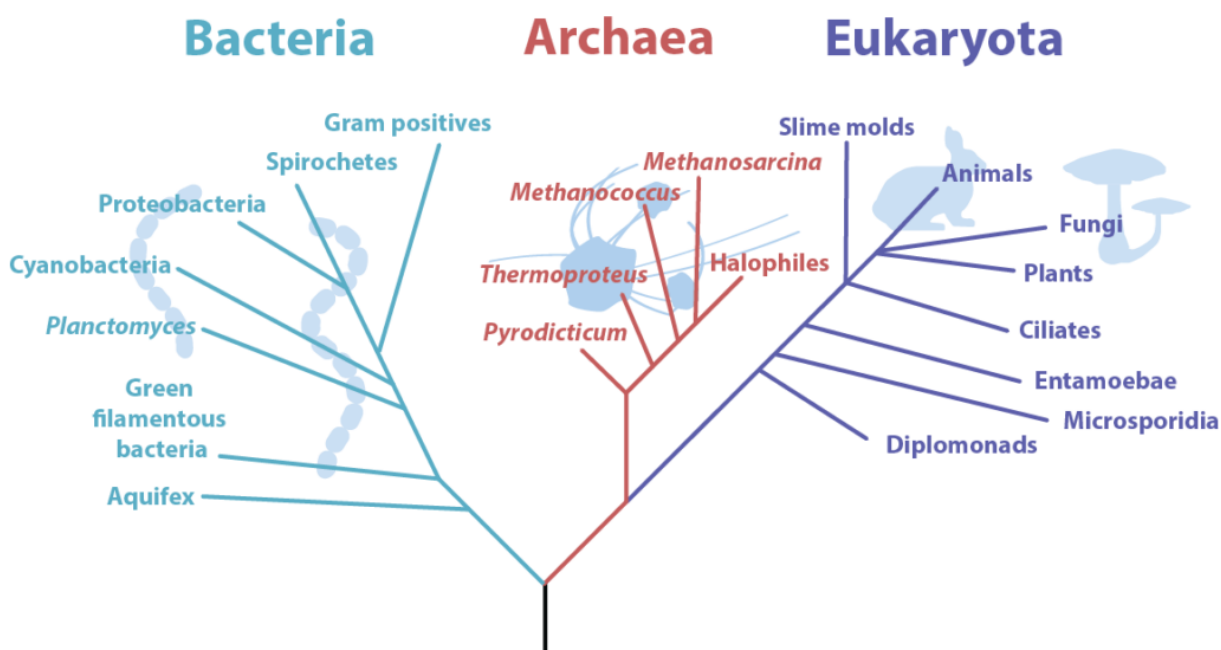 Bacteria
Archaea
Eukaryota
Gram positives
Spirochetes
Proteobacteria
Cyanobacteria
Planctomyces
Green
filamentous
bacteria
Aquifex
Methanosarcina
Methanococcus
Thermoproteus
Halophiles
Pyrodicticum
Slime molds
Animals
Fungi
Plants
Ciliates
Entamoebae
Microsporidia
Diplomonads